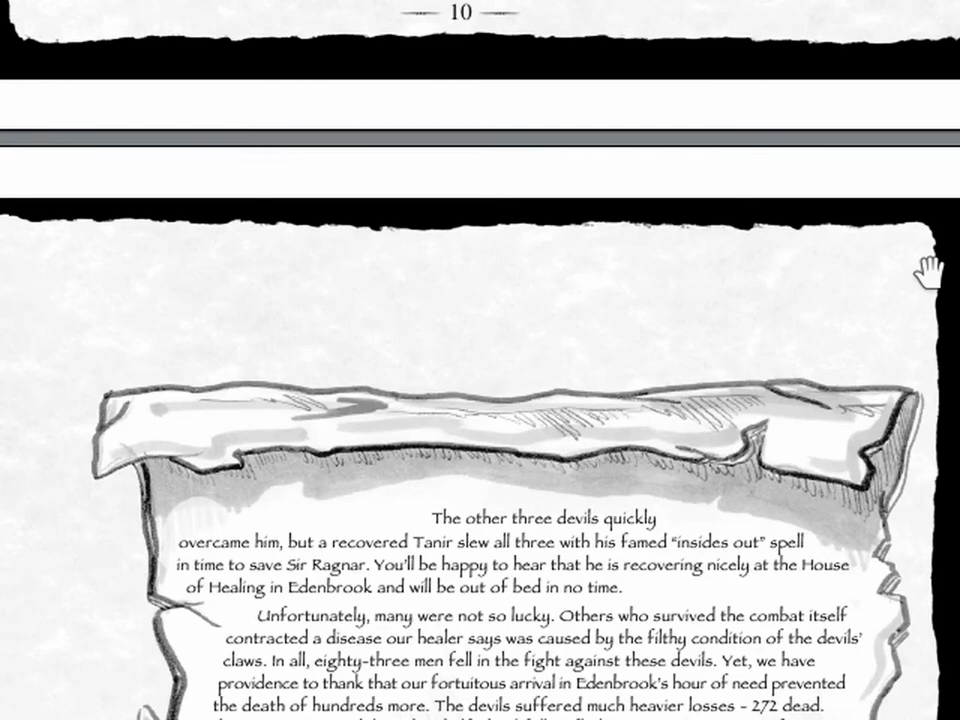 10
The other three devils quickly
overcame him, but a recovered Tanir slew all three with his famed “insides out” spell
in time to save Sir Ragnar. You’ll be happy to hear that he is recovering nicely at the House
of Healing in Edenbrook and will be out of bed in no time.
Unfortunately, many were not so lucky. Others who survived the combat itself
contracted a disease our healer says was caused by the filthy condition of the devils’
claws. In all, eighty-three men fell in the fight against these devils. Yet, we have
providence to thank that our fortuitous arrival in Edenbrook’s hour of need prevented
the death of hundreds more. The devils suffered much heavier losses – 272 dead.